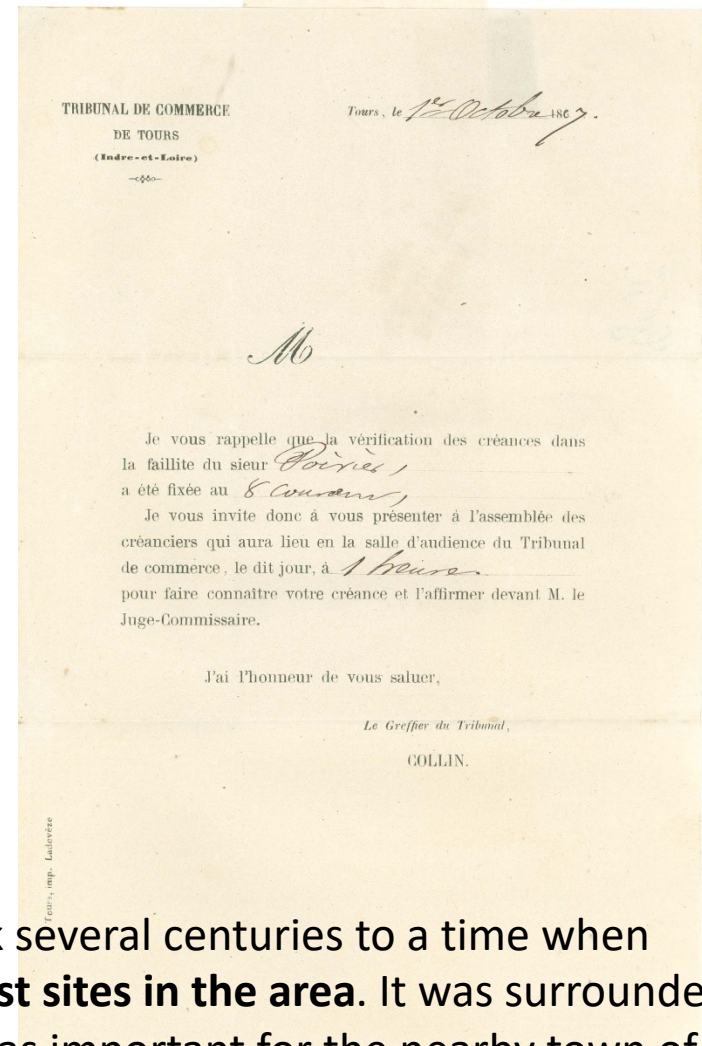 TRIBUNAL DE COMMERCE
DE TOURS
(Indre-et-Loire)
Tours, le 1er Octobre 1867.
M
Je vous rappelle que la vérification des créances dans
la faillite du sieur Poirier,
a été fixée au 8 courant,
Je vous invite donc à vous présenter à l'assemblée des
créanciers qui aura lieu en la salle d'audience du Tribunal
de commerce, le dit jour, à 1 heure
pour faire connaître votre créance et l'affirmer devant M. le
Juge-Commissaire.
J'ai l'honneur de vous saluer,
Le Greffier du Tribunal,
COLLIN.
Tours, imp. Ladevèze
several centuries to a time when
st sites in the area. It was surrounde
as important for the nearby town of